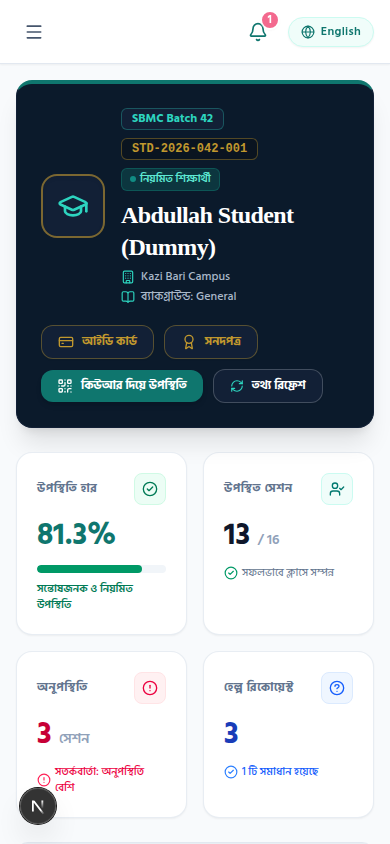 1
English
SBMC Batch 42
STD-2026-042-001
নিয়মিত শিক্ষার্থী
Abdullah Student
(Dummy)
Kazi Bari Campus
ব্যাকগ্রাউন্ড: General
আইডি কার্ড
সনদপত্র
কিউআর দিয়ে উপস্থিতি
তথ্য রিফ্রেশ
উপস্থিতি হার
81.3%
সন্তোষজনক ও নিয়মিত
উপস্থিতি
উপস্থিত সেশন
13 / 16
সফলভাবে ক্লাসে সম্পন্ন
অনুপস্থিতি
3 সেশন
সতর্কবার্তা: অনুপস্থিতি
বেশি
হেল্প রিকোয়েস্ট
3
1 টি সমাধান হয়েছে
N